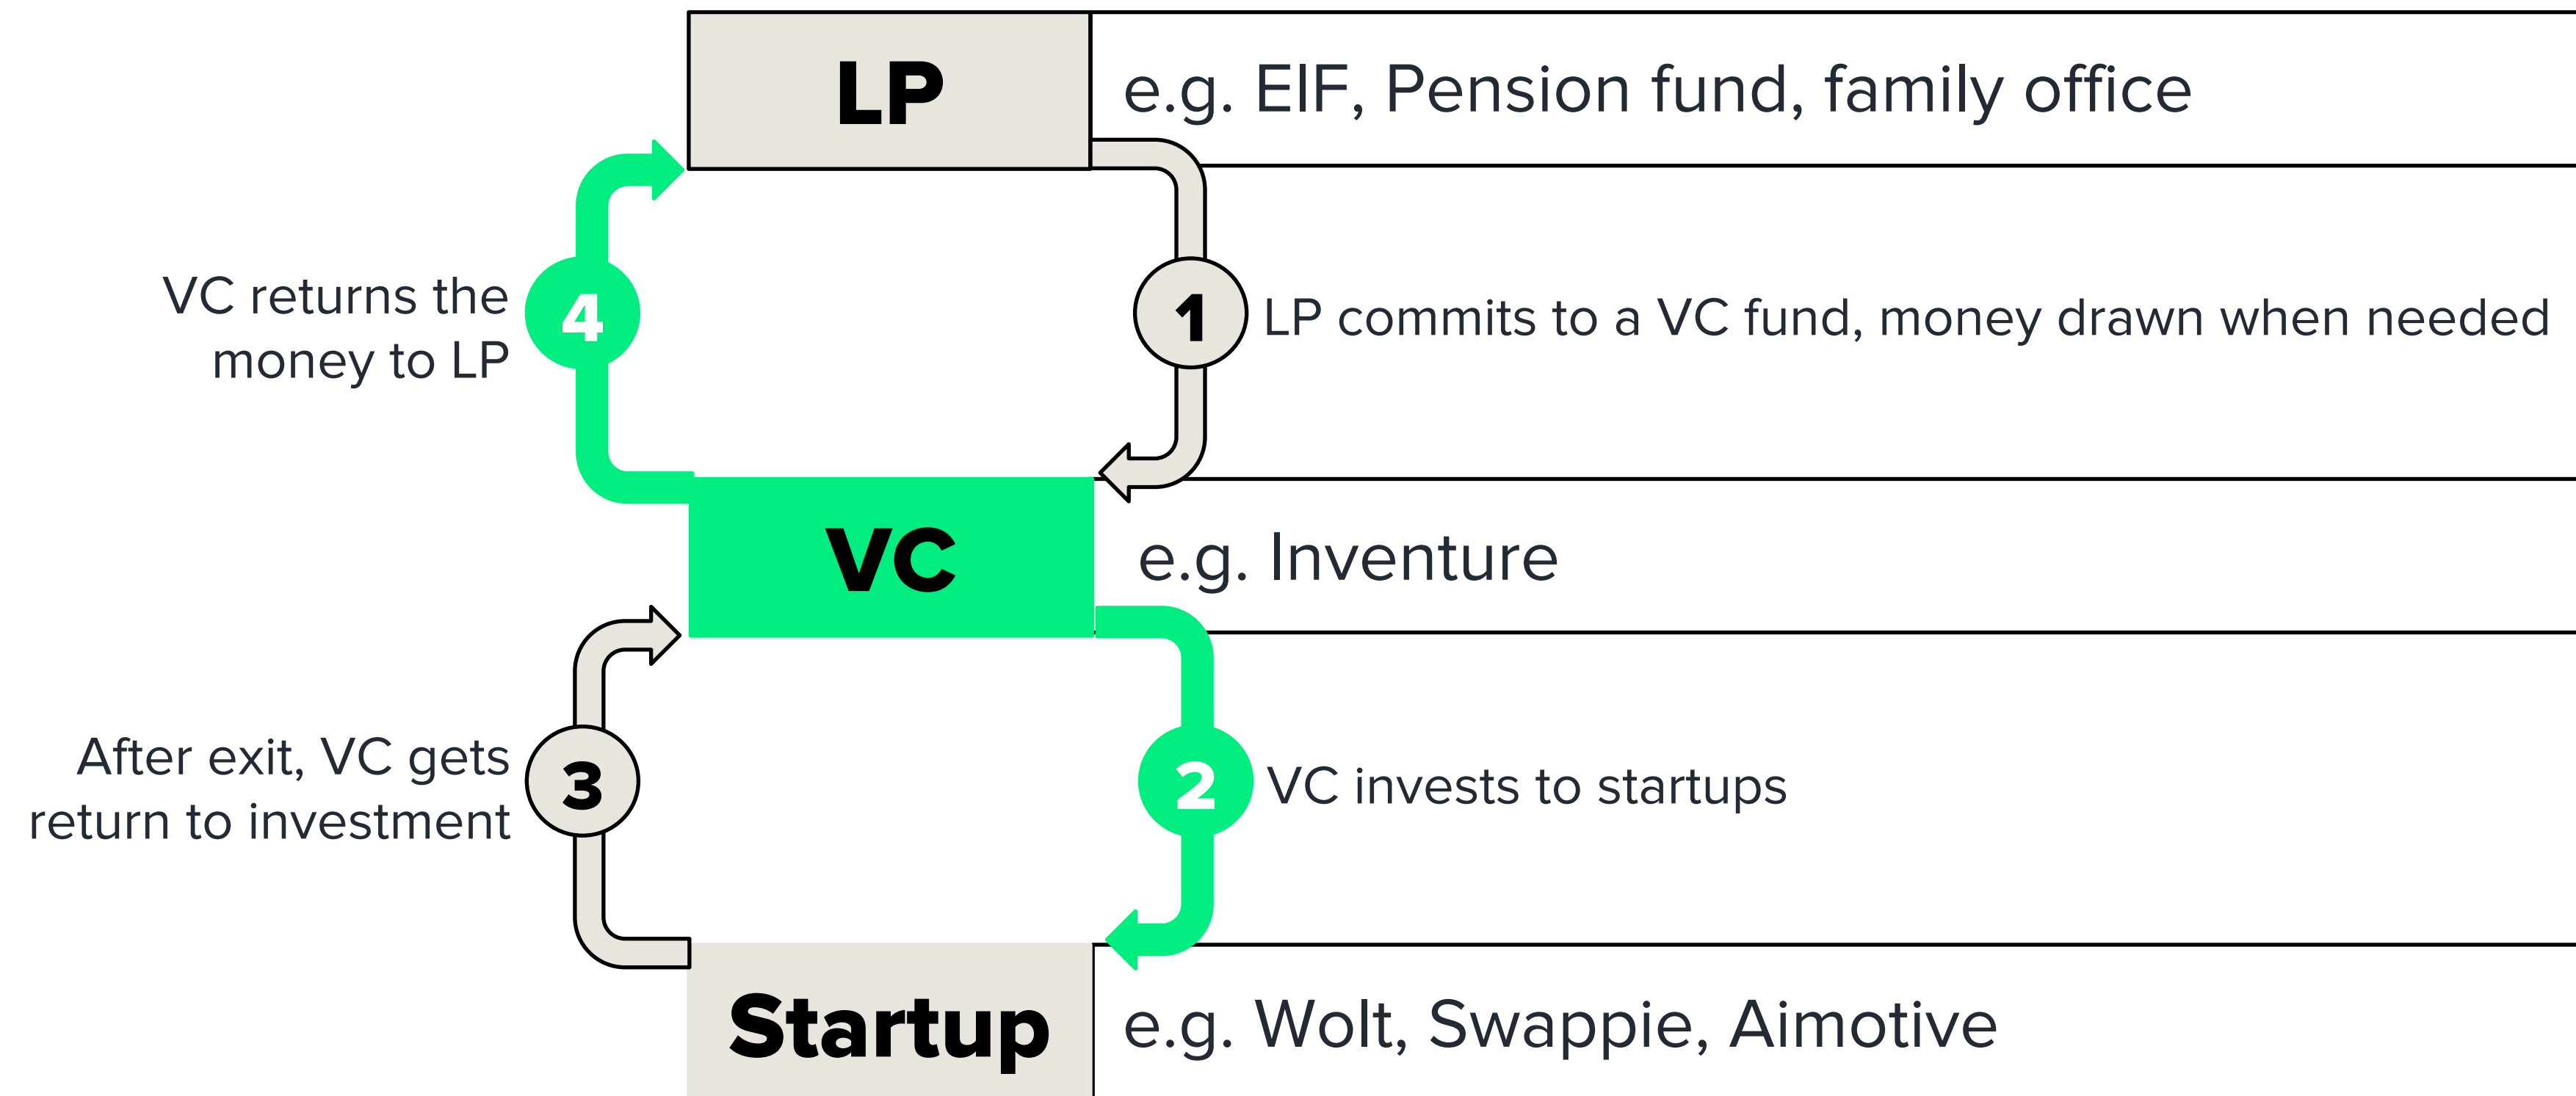 LP
e.g. EIF, Pension fund, family office
VC returns the
money to LP
4
1
LP commits to a VC fund, money drawn when needed
VC
e.g. Inventure
After exit, VC gets
return to investment
3
2
VC invests to startups
Startup
e.g. Wolt, Swappie, Aimotive